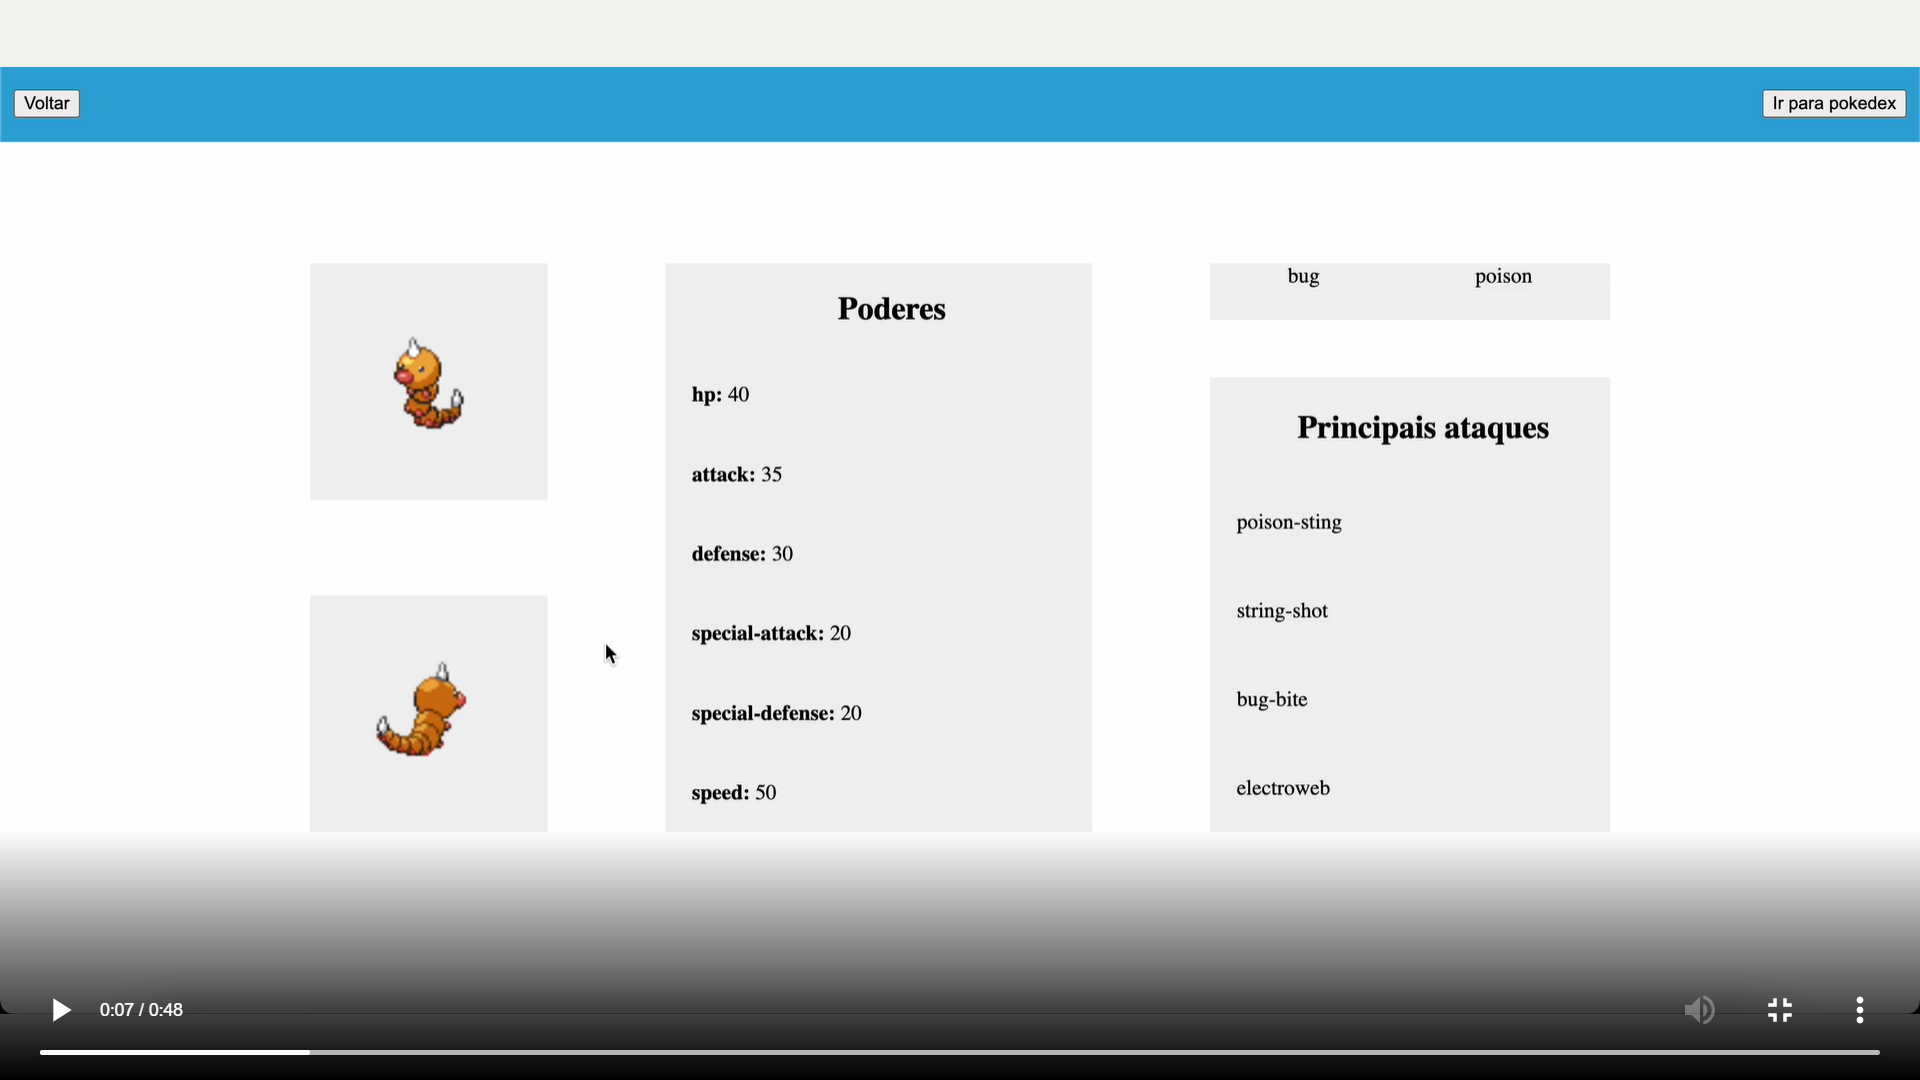 Voltar
Ir para pokedex
Poderes
hp: 40
attack: 35
defense: 30
special-attack: 20
special-defense: 20
speed: 50
bug
poison
Principais ataques
poison-sting
string-shot
bug-bite
electroweb
0:07 / 0:48